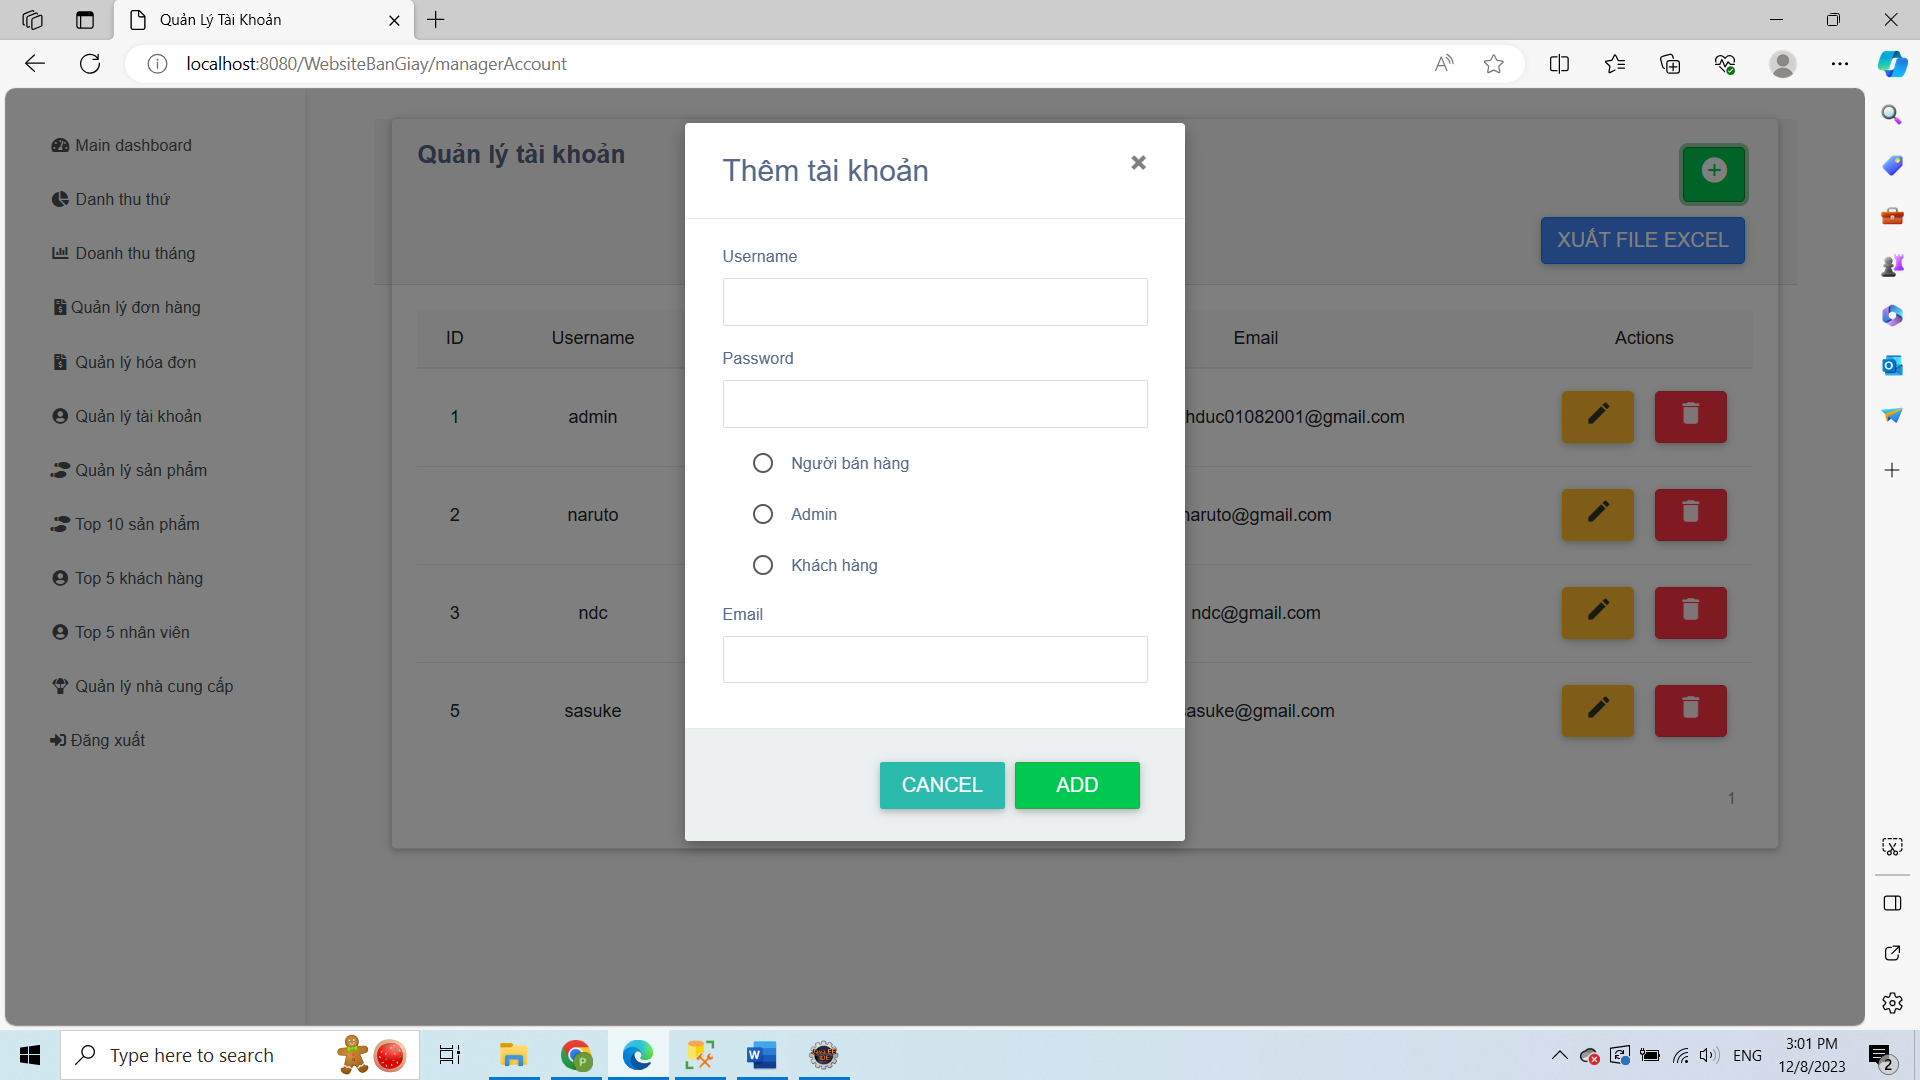 Quản Lý Tài Khoản
localhost:8080/WebsiteBanGiay/managerAccount
Main dashboard
Danh thu thứ
Doanh thu tháng
Quản lý đơn hàng
Quản lý hóa đơn
Quản lý tài khoản
Quản lý sản phẩm
Top 10 sản phẩm
Top 5 khách hàng
Top 5 nhân viên
Quản lý nhà cung cấp
Đăng xuất
Quản lý tài khoản
XUẤT FILE EXCEL
ID Username Email Actions
1 admin hduc01082001@gmail.com
2 naruto naruto@gmail.com
3 ndc ndc@gmail.com
5 sasuke asuke@gmail.com
1
Thêm tài khoản
Username
Password
Người bán hàng
Admin
Khách hàng
Email
CANCEL ADD
Type here to search
ENG
3:01 PM
12/8/2023
2